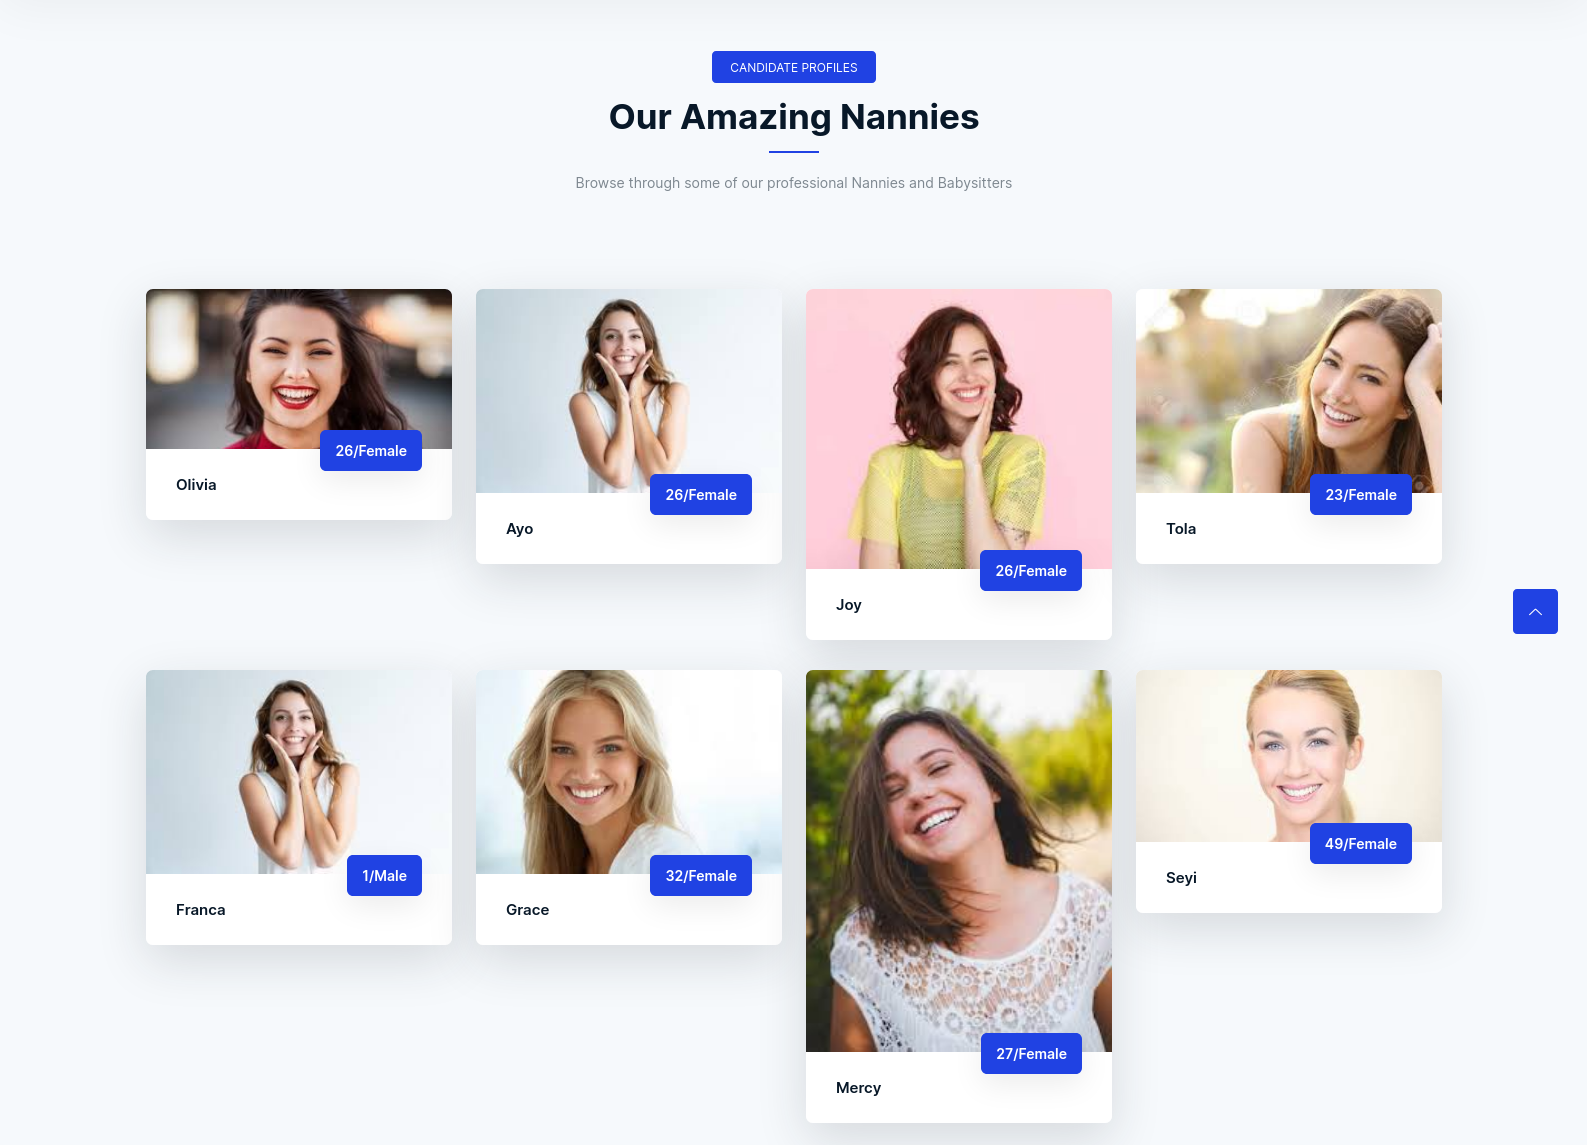 CANDIDATE PROFILES
Our Amazing Nannies
Browse through some of our professional Nannies and Babysitters
26/Female
Olivia
26/Female
Ayo
26/Female
Joy
23/Female
Tola
1/Male
Franca
32/Female
Grace
27/Female
Mercy
49/Female
Seyi